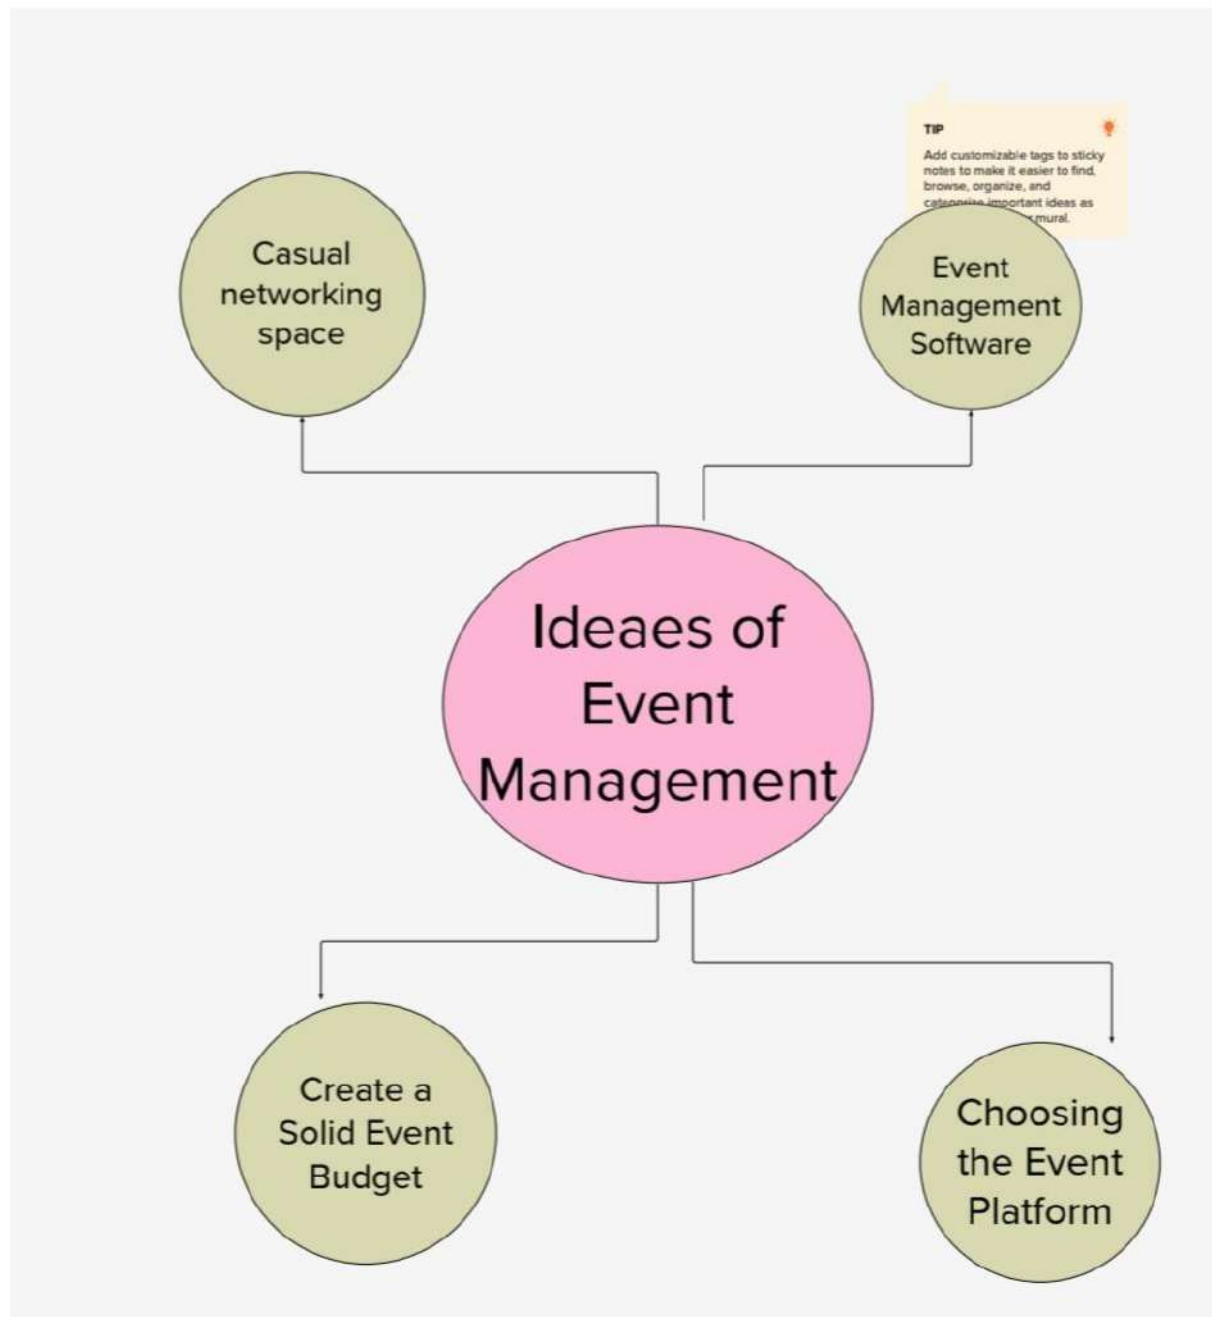 TIP
Add customizable tags to sticky
notes to make it easier to find,
browse, organize, and
categorize important ideas as
mural.
Casual
networking
space
Event
Management
Software
Ideaes of
Event
Management
Create a
Solid Event
Budget
Choosing
the Event
Platform